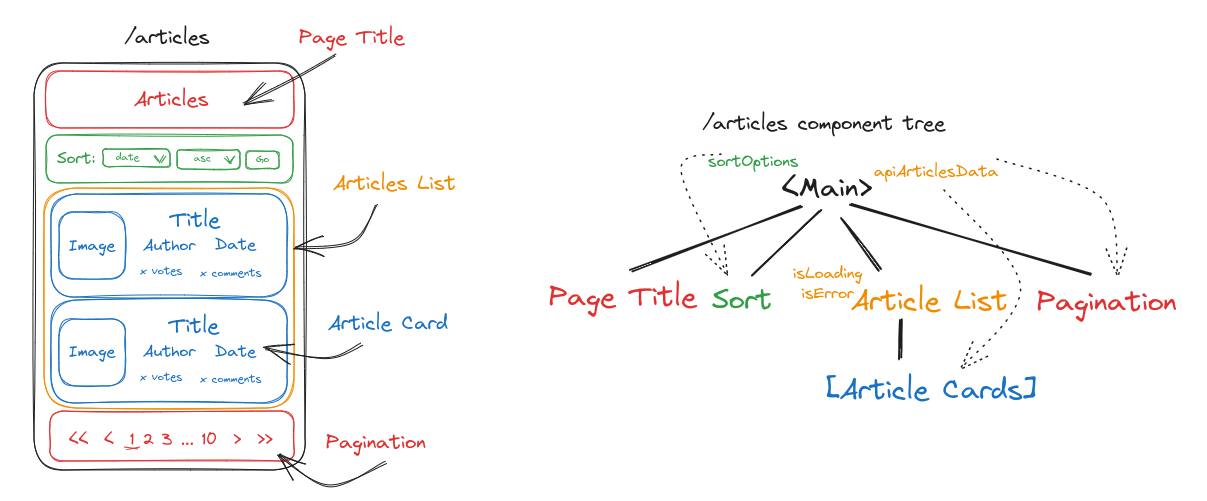 /articles
Page Title
Articles
Sort: date asc Go
Articles List
Title
Image Author Date
x votes x comments
Article Card
Title
Image Author Date
x votes x comments
<< < 1 2 3 ... 10 > >>
Pagination
/articles component tree
sortOptions
apiArticlesData
<Main>
isLoading
isError
Page Title Sort Article List Pagination
[Article Cards]